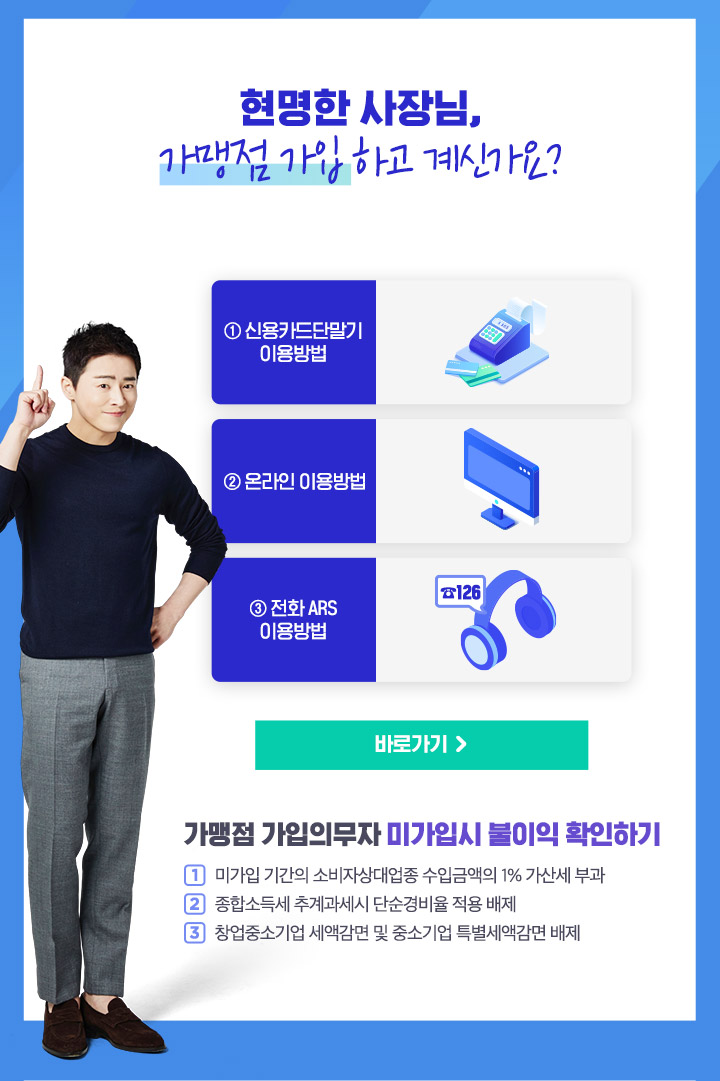 현명한 사장님,
가맹점 가입 하고 계신가요?
① 신용카드단말기
이용방법
② 온라인 이용방법
③ 전화 ARS
이용방법
☎126
바로가기 >
가맹점 가입의무자 미가입시 불이익 확인하기
1 미가입 기간의 소비자상대업종 수입금액의 1% 가산세 부과
2 종합소득세 추계과세시 단순경비율 적용 배제
3 창업중소기업 세액감면 및 중소기업 특별세액감면 배제